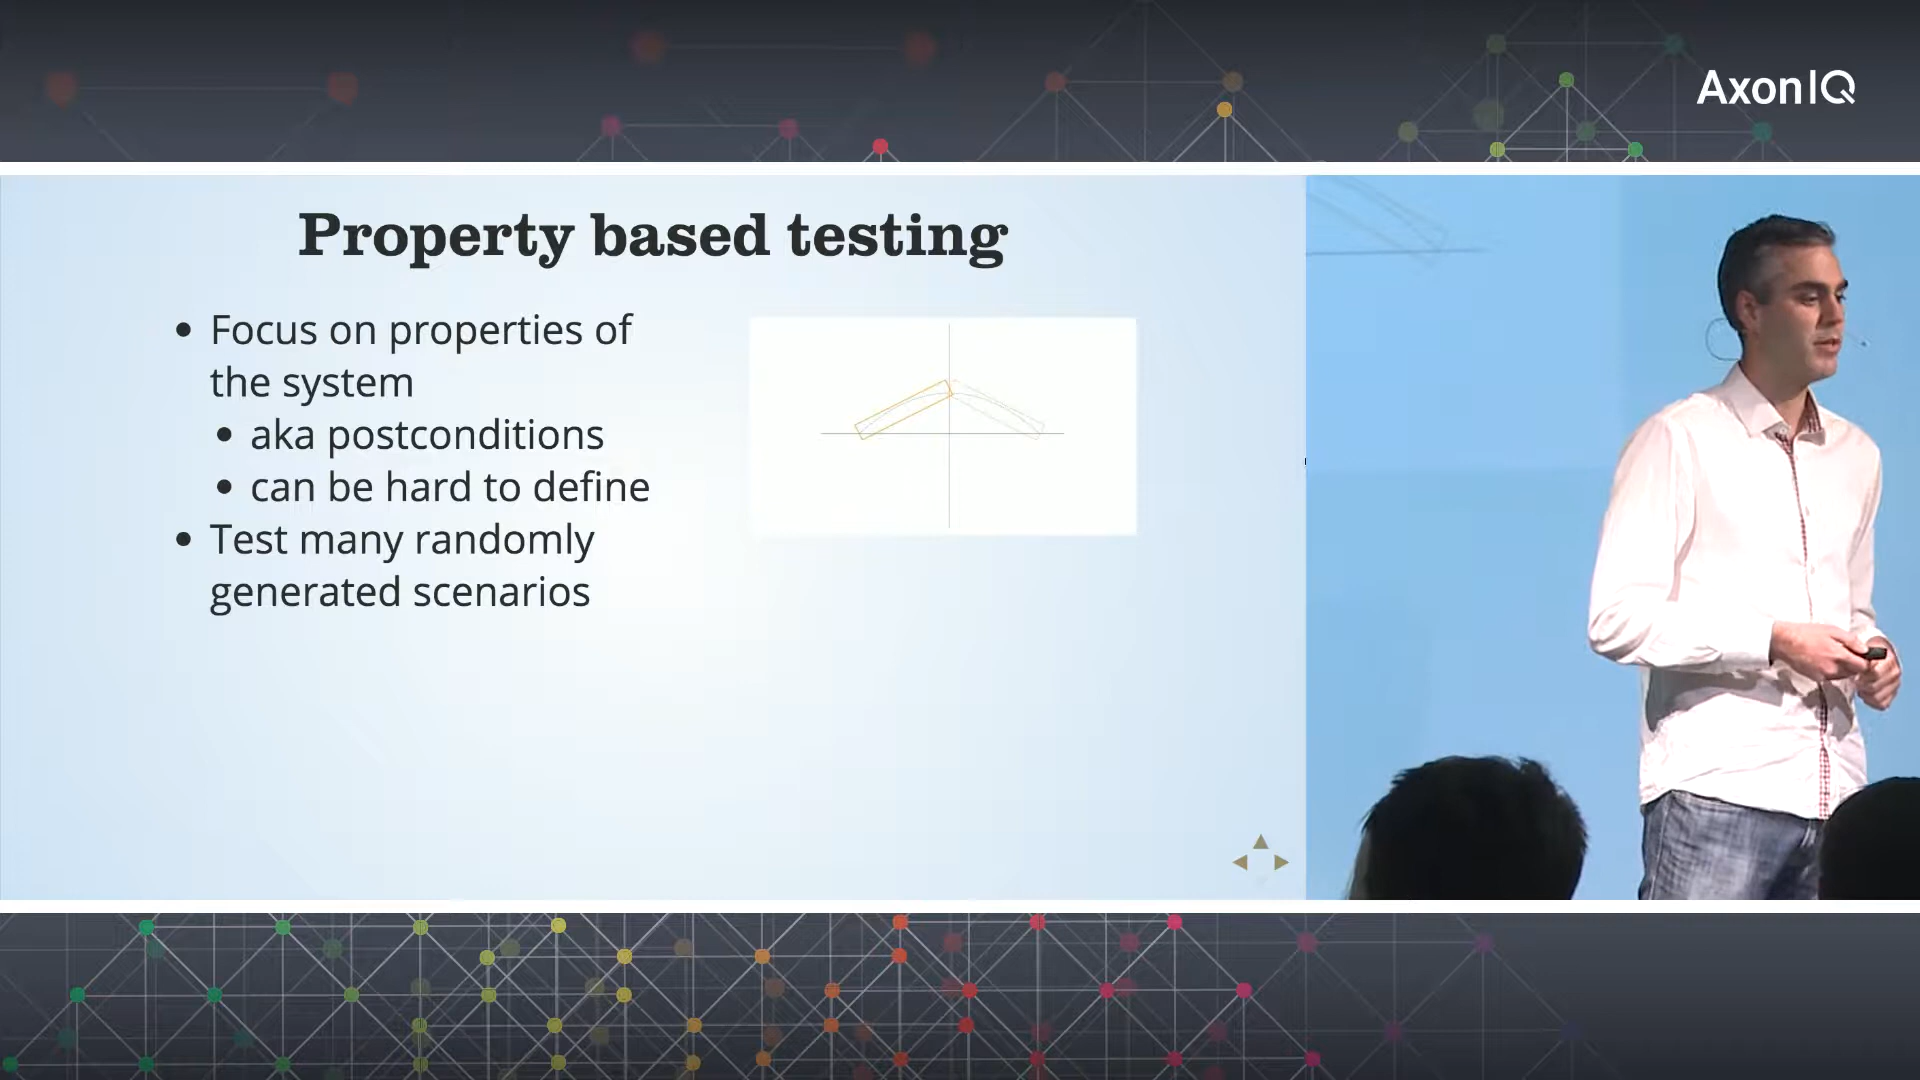 AxonIQ
Property based testing
• Focus on properties of
the system
• aka postconditions
• can be hard to define
• Test many randomly
generated scenarios